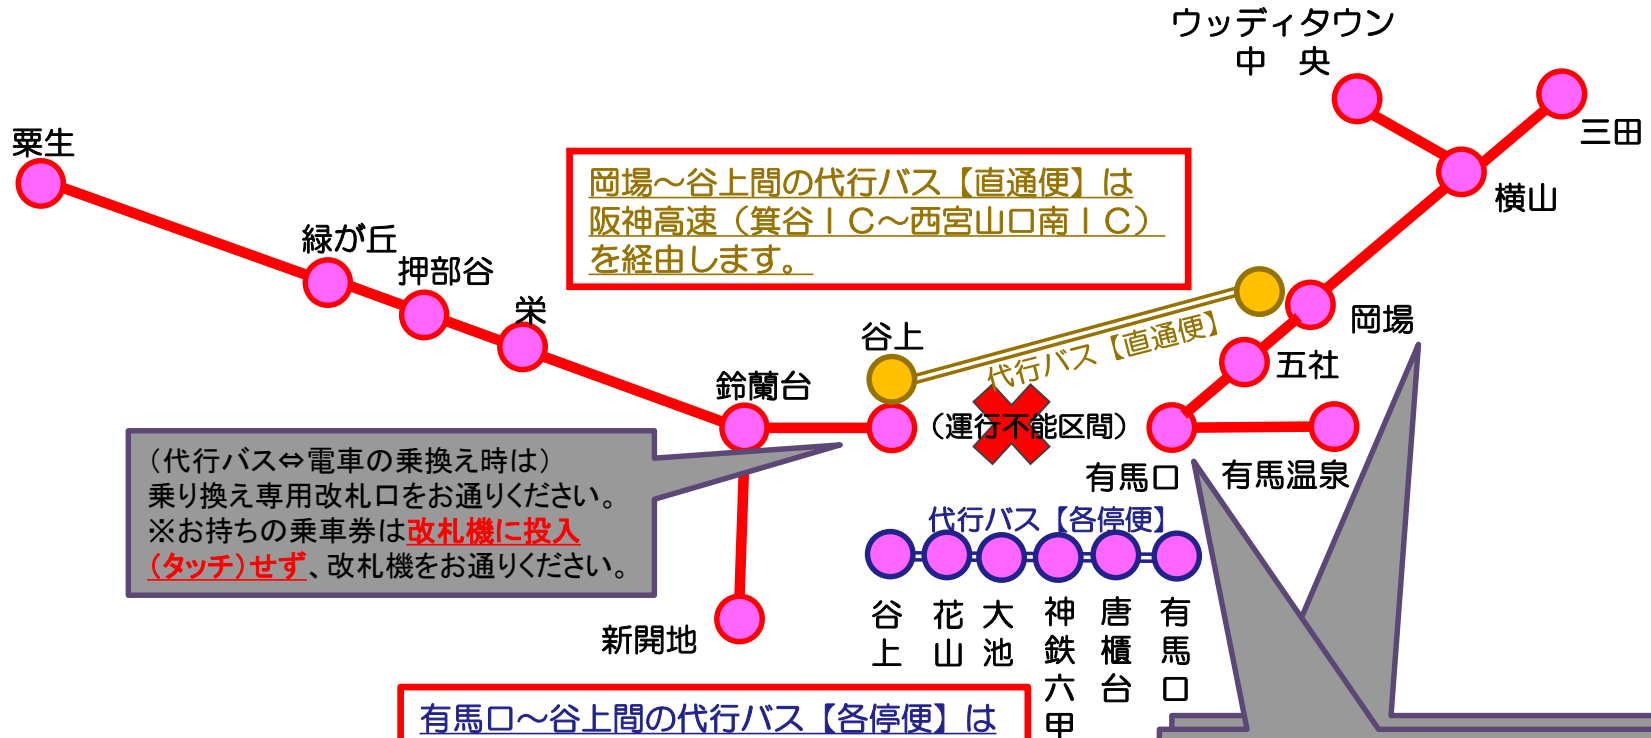 ウッディタウン
中　央
三田
粟生
横山
岡場～谷上間の代行バス【直通便】は
阪神高速（箕谷ＩＣ～西宮山口南ＩＣ）
を経由します。
緑が丘
押部谷
栄
岡場
谷上
代行バス【直通便】
五社
鈴蘭台
（運行不能区間）
有馬口
有馬温泉
（代行バス⇔電車の乗換え時は）
乗り換え専用改札口をお通りください。
※お持ちの乗車券は改札機に投入
（タッチ）せず、改札機をお通りください。
代行バス【各停便】
谷上
花山
大池
神鉄六甲
唐櫃台
有馬口
新開地
有馬口～谷上間の代行バス【各停便】は